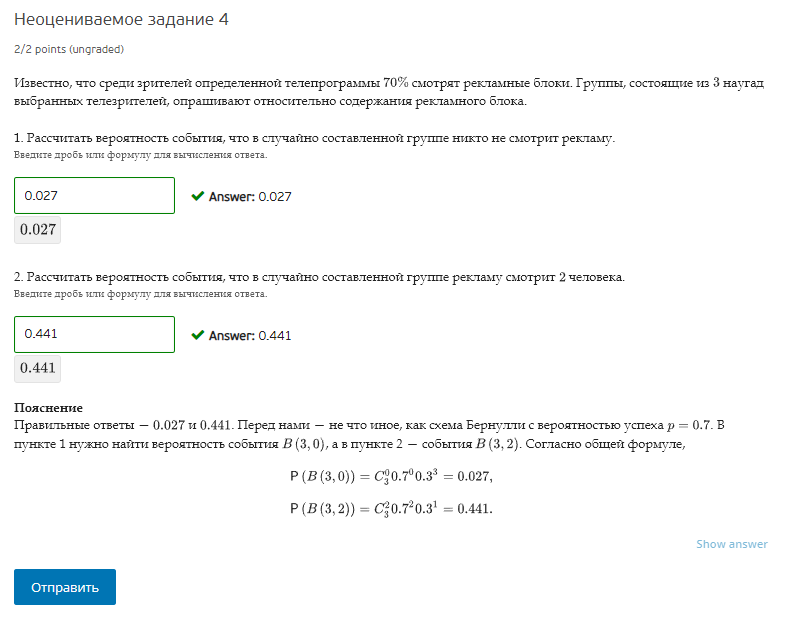 Неоцениваемое задание 4
2/2 points (ungraded)
Известно, что среди зрителей определенной телепрограммы 70% смотрят рекламные блоки. Группы, состоящие из 3 наугад
выбранных телезрителей, опрашивают относительно содержания рекламного блока.
1. Рассчитать вероятность события, что в случайно составленной группе никто не смотрит рекламу.
Введите дробь или формулу для вычисления ответа.
0.027 ✔ Answer: 0.027
0.027
2. Рассчитать вероятность события, что в случайно составленной группе рекламу смотрит 2 человека.
Введите дробь или формулу для вычисления ответа.
0.441 ✔ Answer: 0.441
0.441
Пояснение
Правильные ответы — 0.027 и 0.441. Перед нами — не что иное, как схема Бернулли с вероятностью успеха p = 0.7. В
пункте 1 нужно найти вероятность события B (3, 0), а в пункте 2 — события B (3, 2). Согласно общей формуле,
P (B (3, 0)) = C₃⁰0.7⁰0.3³ = 0.027,
P (B (3, 2)) = C₃²0.7²0.3¹ = 0.441.
Show answer
Отправить